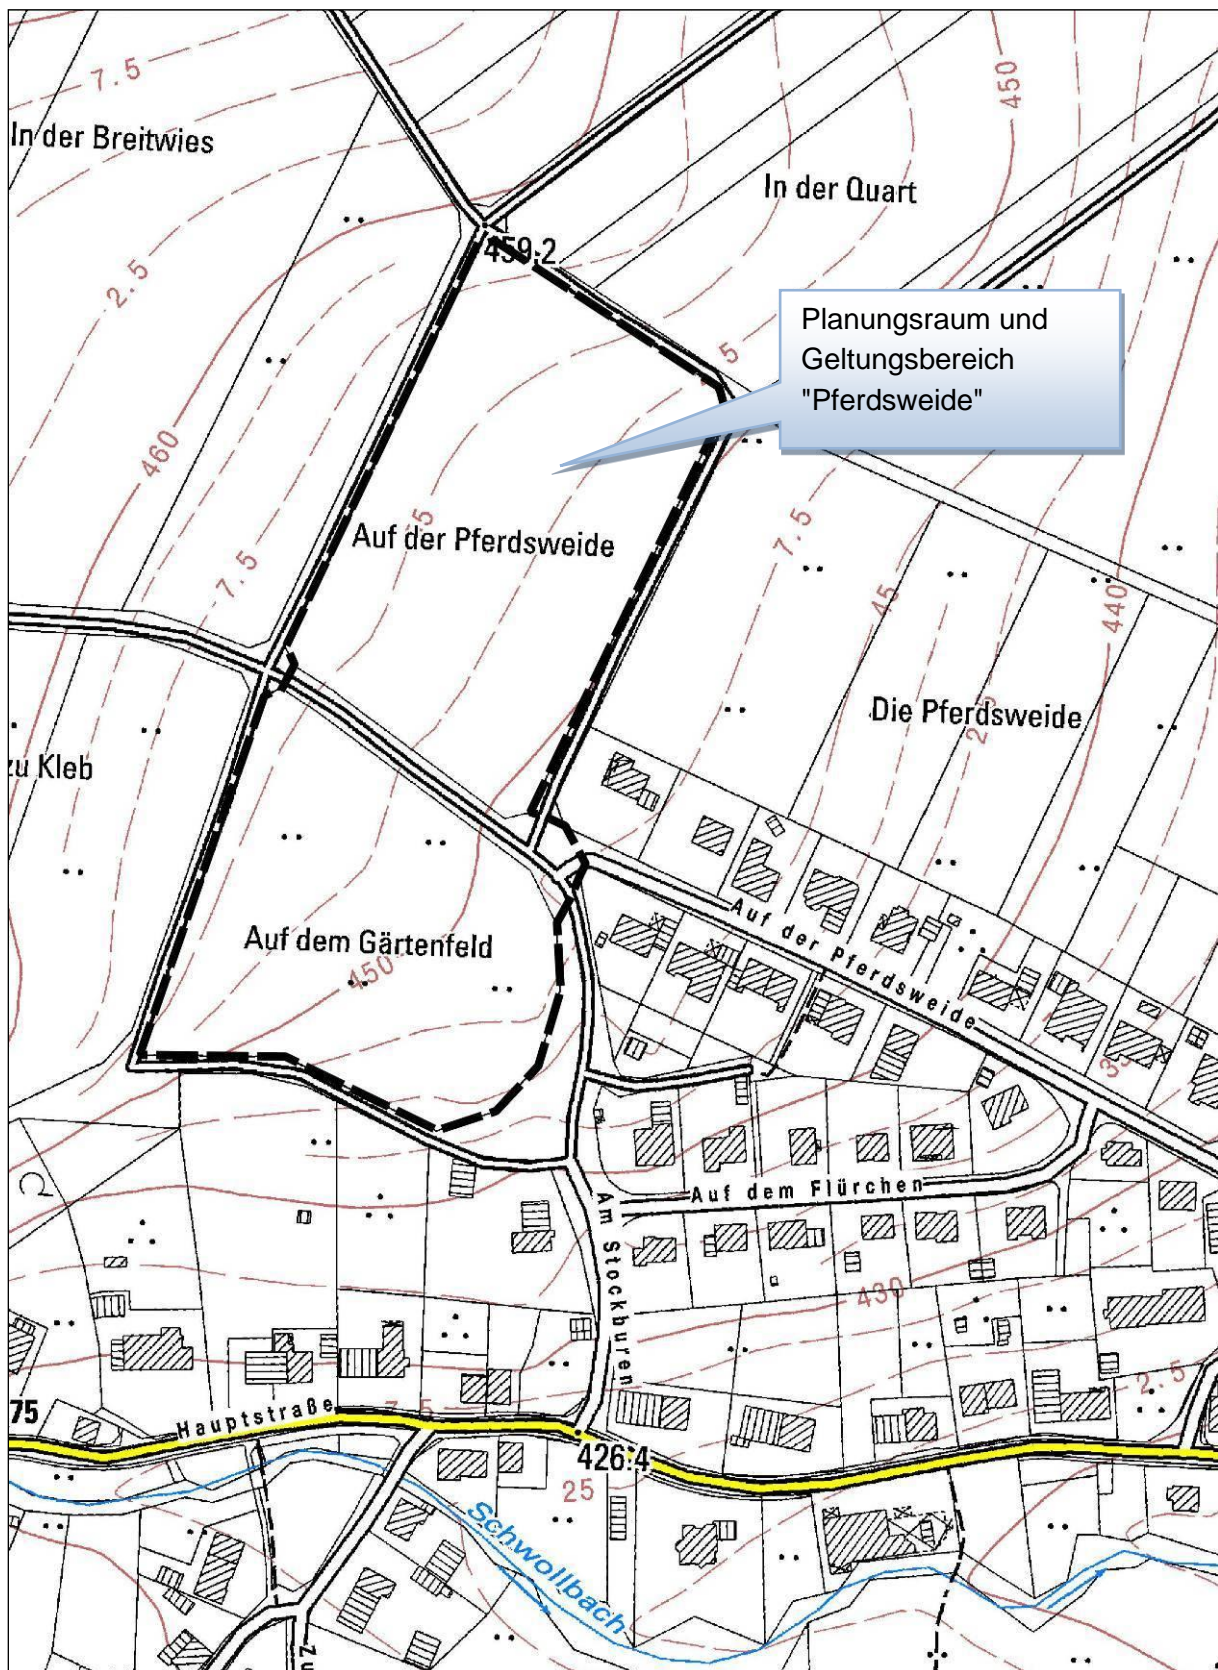 7.5
450
In der Breitwies
In der Quart
459.2
2.5
Planungsraum und
Geltungsbereich
"Pferdsweide"
5
460
7.5
5
Auf der Pferdsweide
7.5
45
440
Die Pferdsweide
zu Kleb
Auf der Pferdsweide
Auf dem Gärtenfeld
450
Auf dem Flürchen
Am Stockburen
430
2.5
75
Hauptstraße
7.5
426.4
25
Schwollbach
Zu